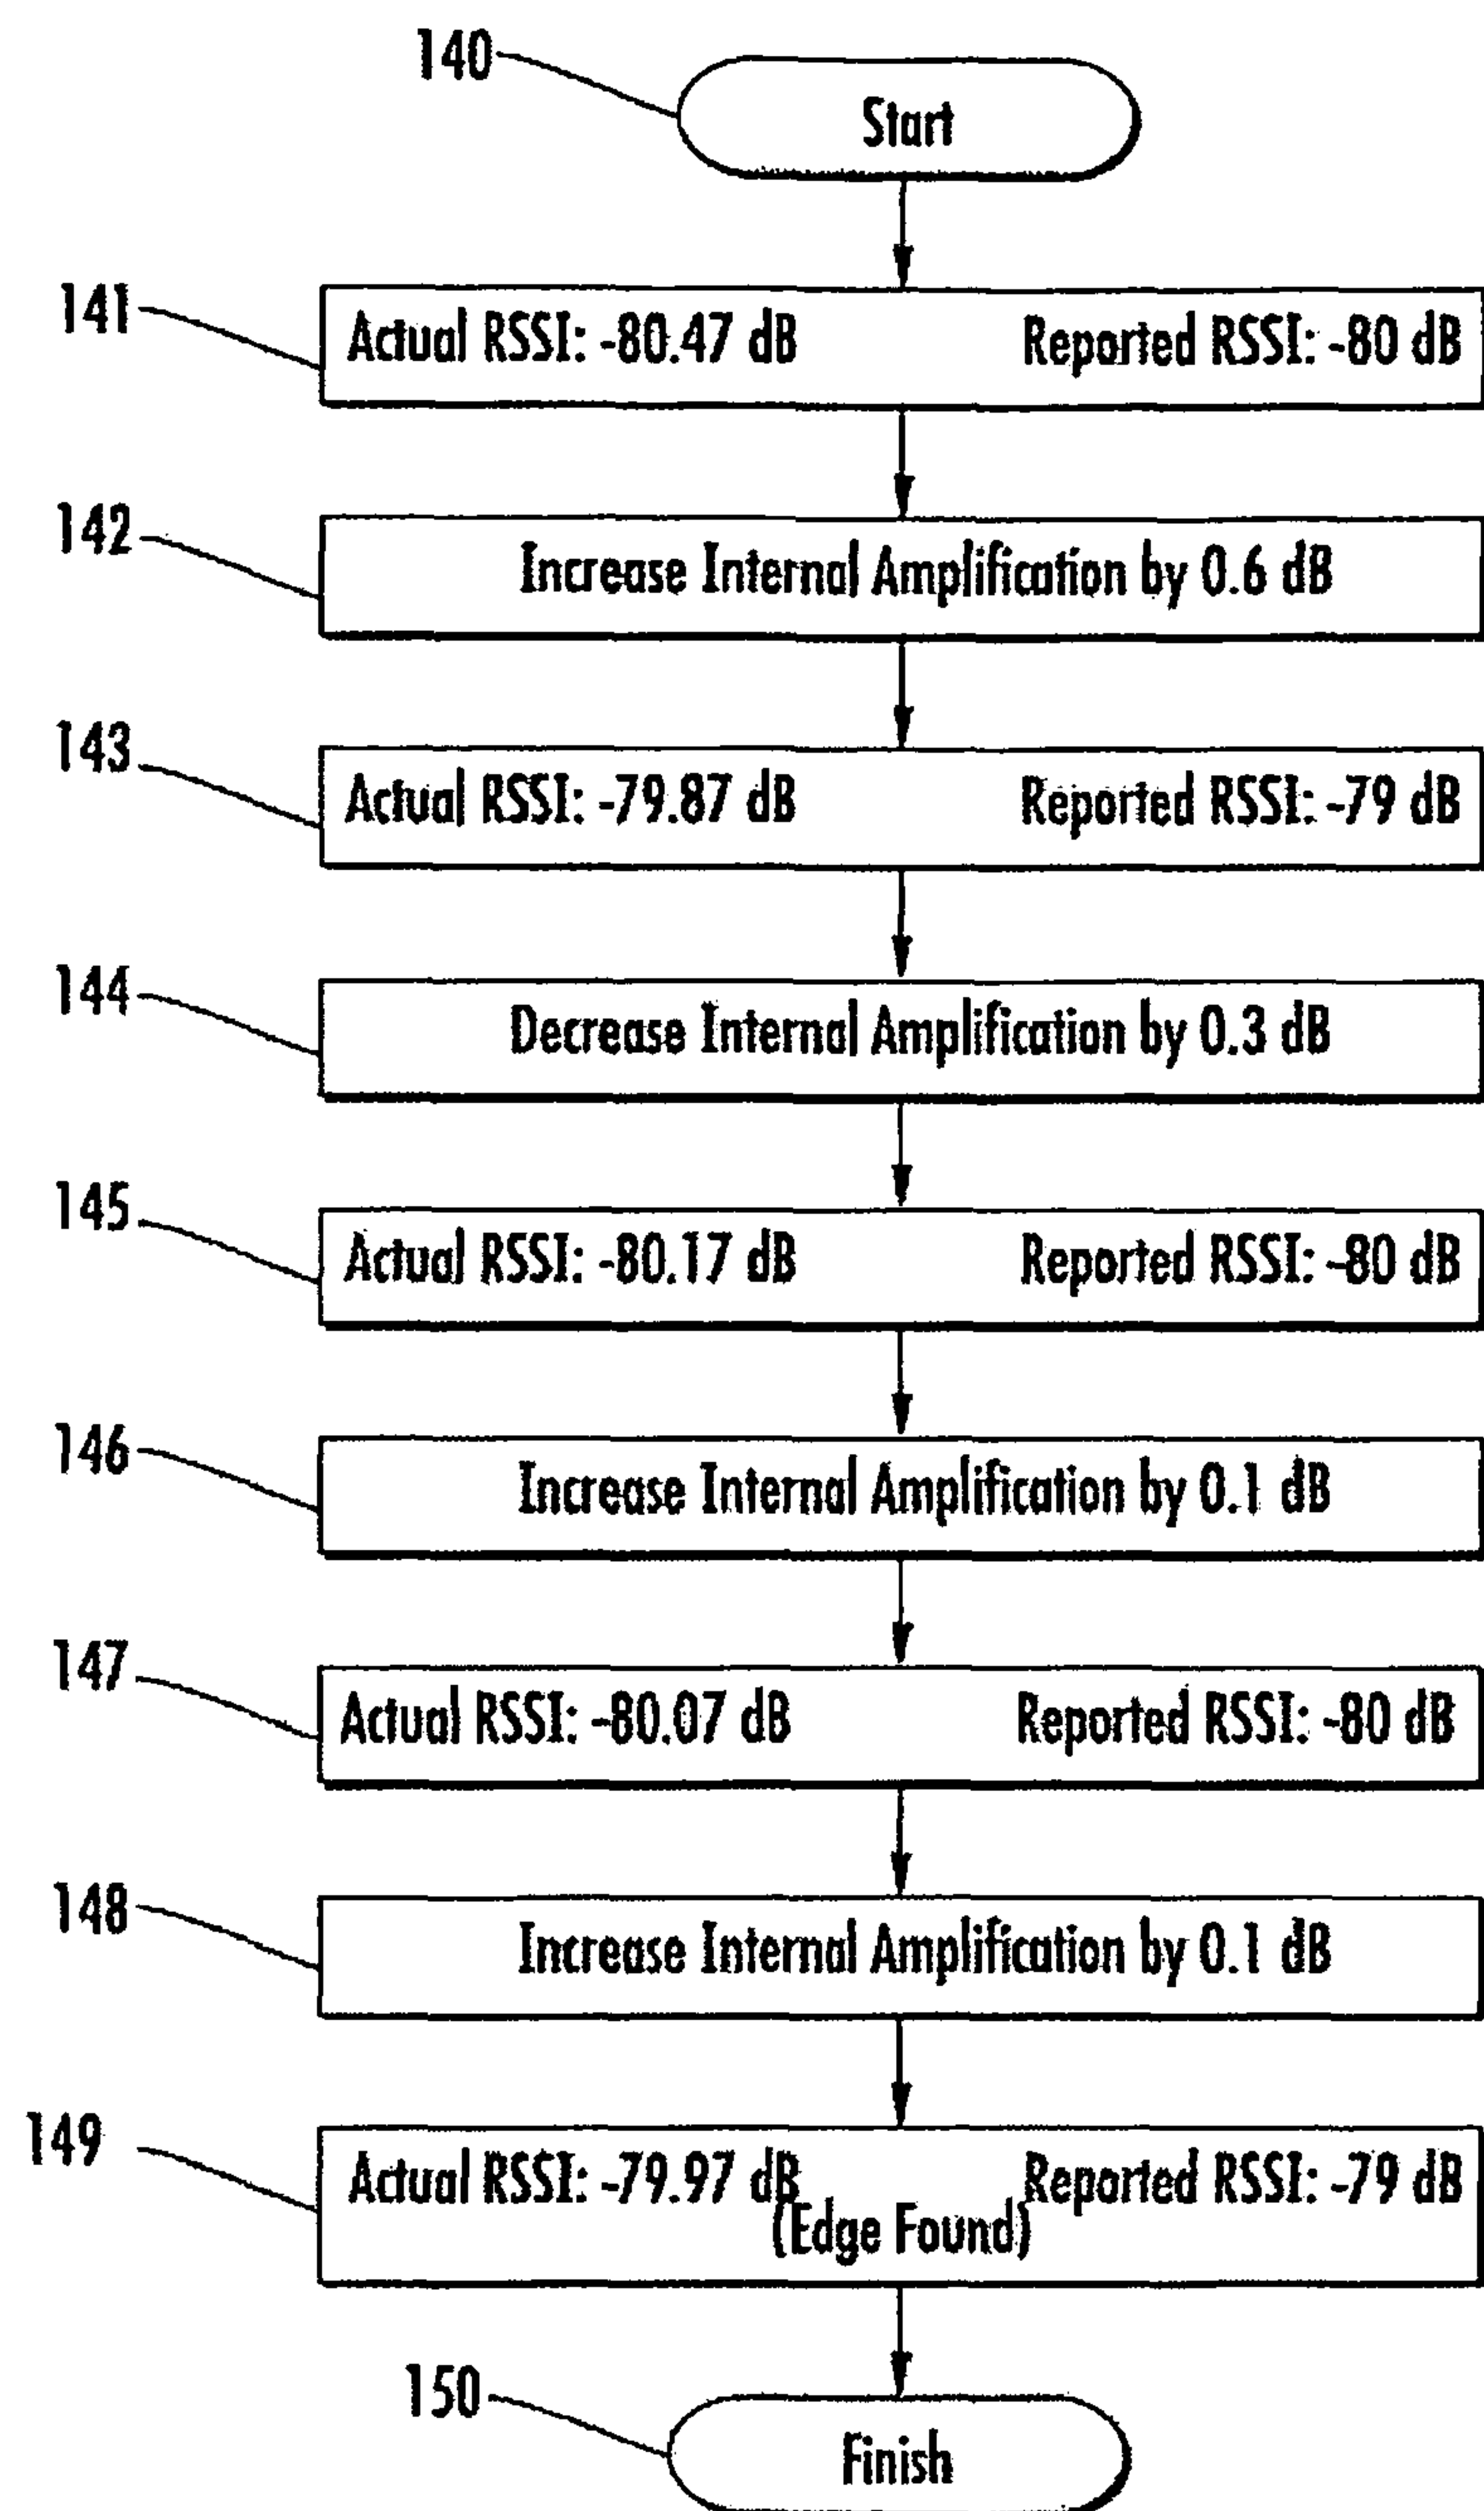 140
Start
141
Actual RSSI: -80.47 dB Reported RSSI: -80 dB
142
Increase Internal Amplification by 0.6 dB
143
Actual RSSI: -79.87 dB Reported RSSI: -79 dB
144
Decrease Internal Amplification by 0.3 dB
145
Actual RSSI: -80.17 dB Reported RSSI: -80 dB
146
Increase Internal Amplification by 0.1 dB
147
Actual RSSI: -80.07 dB Reported RSSI: -80 dB
148
Increase Internal Amplification by 0.1 dB
149
Actual RSSI: -79.97 dB Reported RSSI: -79 dB
(Edge Found)
150
Finish